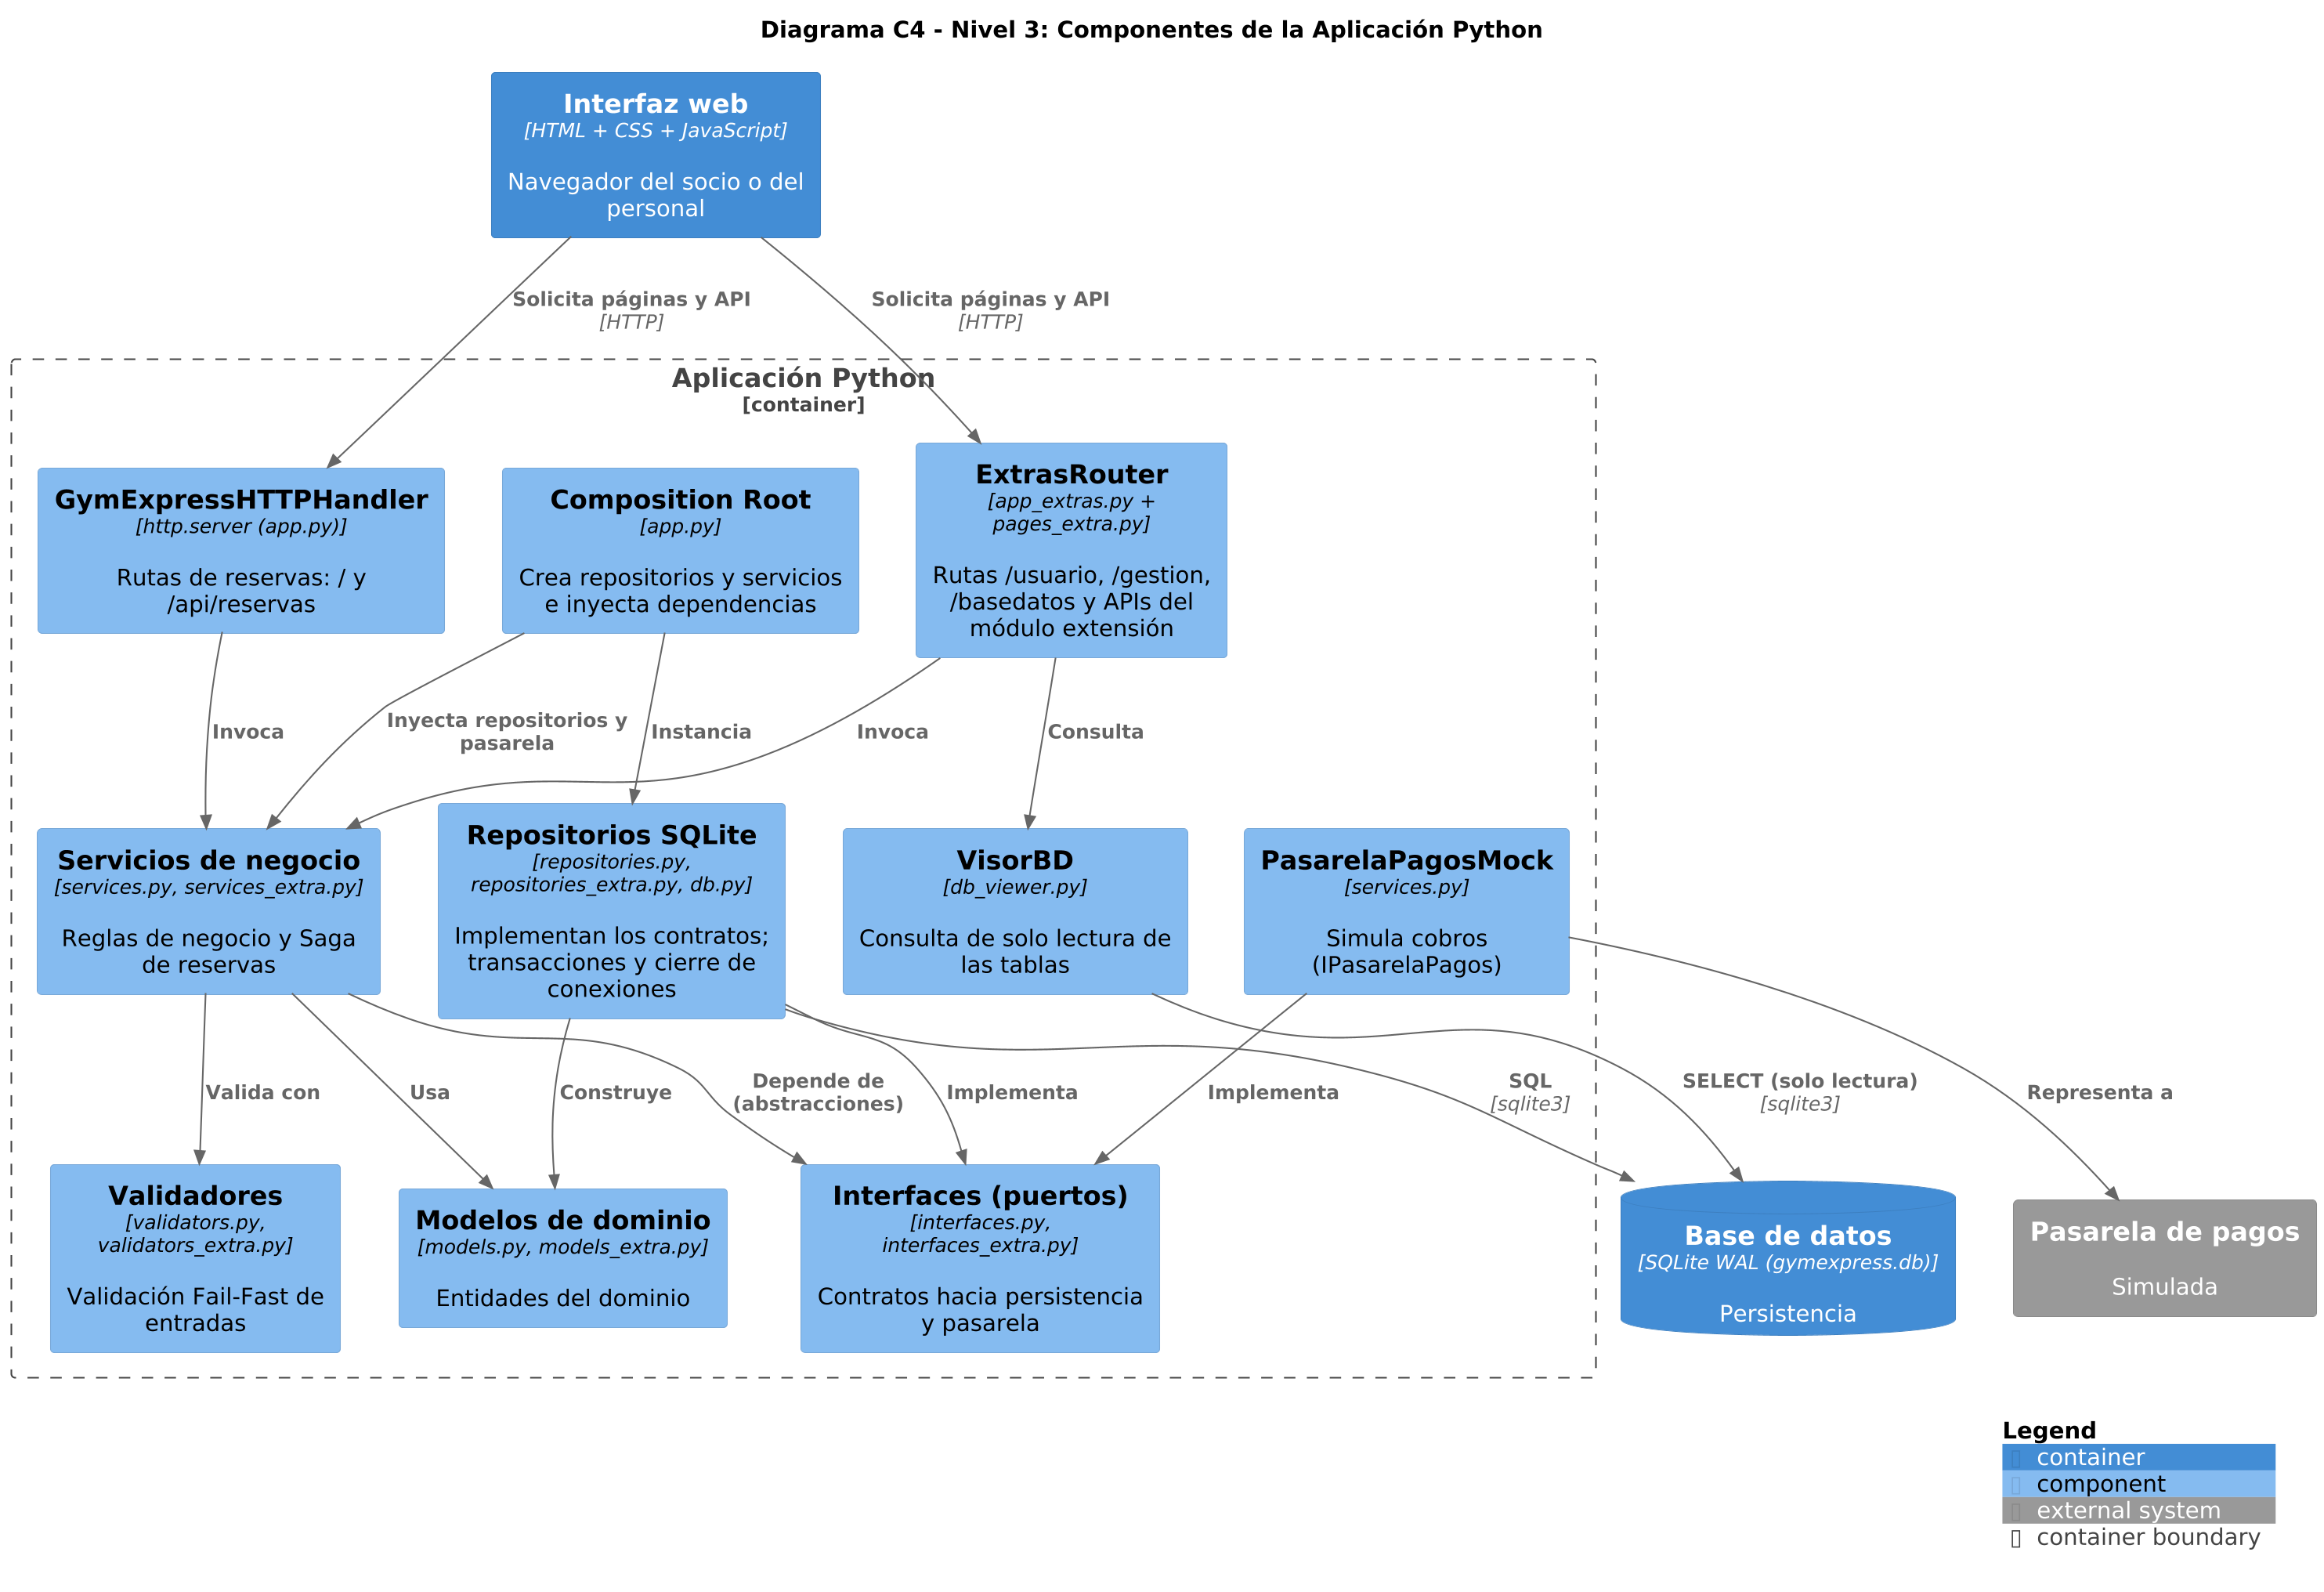 Diagrama C4 - Nivel 3: Componentes de la Aplicación Python
Interfaz web
[HTML + CSS + JavaScript]
Navegador del socio o del
personal
Solicita páginas y API
[HTTP]
Solicita páginas y API
[HTTP]
Aplicación Python
[container]
GymExpressHTTPHandler
[http.server (app.py)]
Rutas de reservas: / y
/api/reservas
Composition Root
[app.py]
Crea repositorios y servicios
e inyecta dependencias
ExtrasRouter
[app_extras.py +
pages_extra.py]
Rutas /usuario, /gestion,
/basedatos y APIs del
módulo extensión
Invoca
Inyecta repositorios y
pasarela
Instancia
Invoca
Consulta
Servicios de negocio
[services.py, services_extra.py]
Reglas de negocio y Saga
de reservas
Repositorios SQLite
[repositories.py,
repositories_extra.py, db.py]
Implementan los contratos;
transacciones y cierre de
conexiones
VisorBD
[db_viewer.py]
Consulta de solo lectura de
las tablas
PasarelaPagosMock
[services.py]
Simula cobros
(IPasarelaPagos)
Valida con
Usa
Construye
Depende de
(abstracciones)
Implementa
Implementa
SQL
[sqlite3]
SELECT (solo lectura)
[sqlite3]
Representa a
Validadores
[validators.py,
validators_extra.py]
Validación Fail-Fast de
entradas
Modelos de dominio
[models.py, models_extra.py]
Entidades del dominio
Interfaces (puertos)
[interfaces.py,
interfaces_extra.py]
Contratos hacia persistencia
y pasarela
Base de datos
[SQLite WAL (gymexpress.db)]
Persistencia
Pasarela de pagos
Simulada
Legend
container
component
external system
container boundary